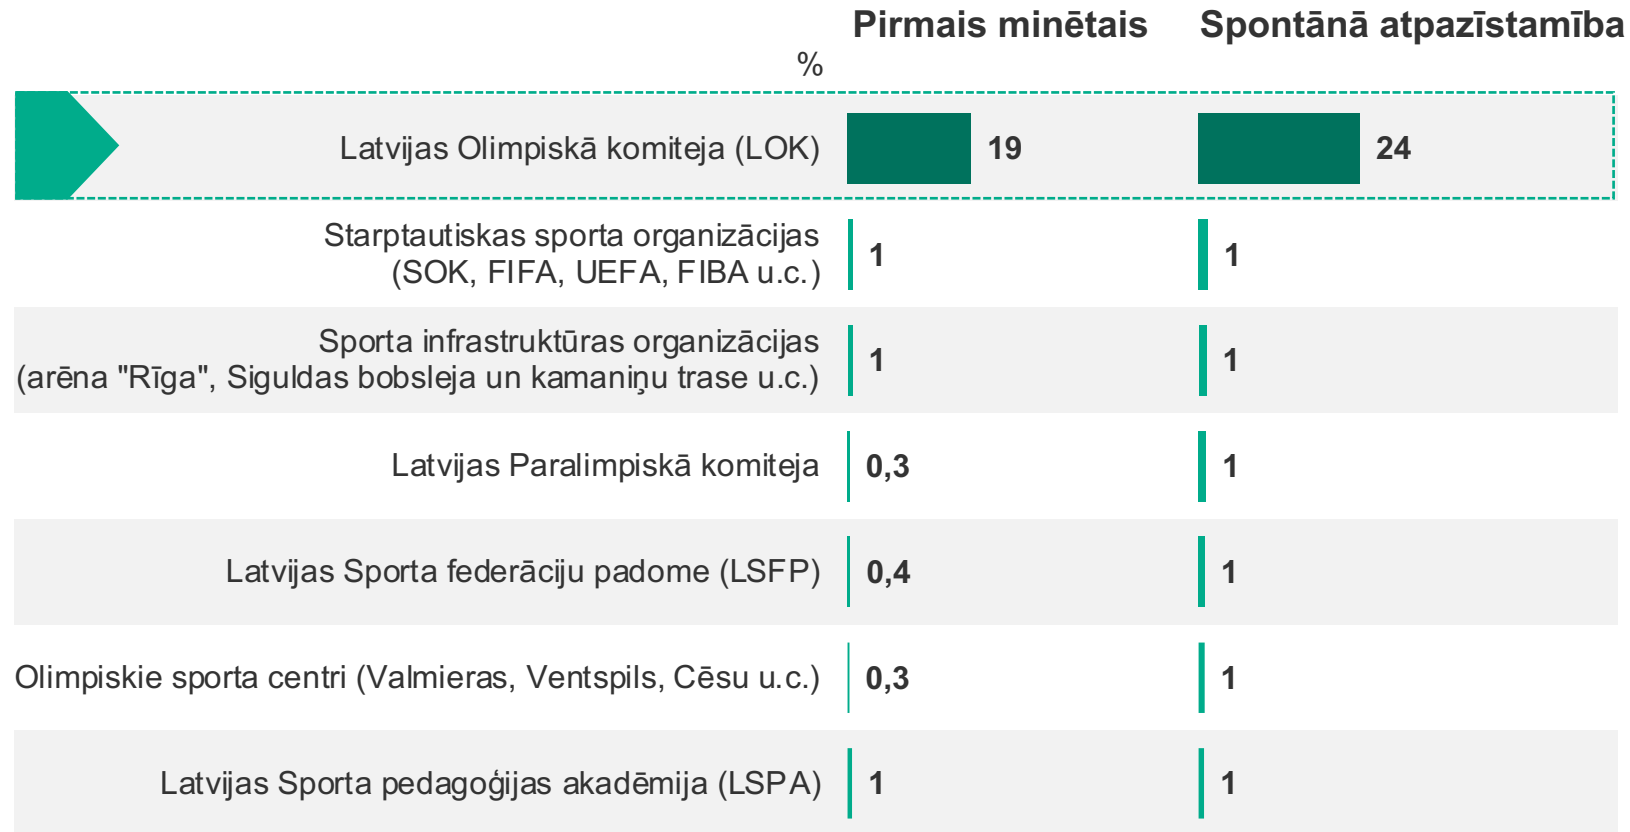 Pirmais minētais Spontānā atpazīstamība
%
Latvijas Olimpiskā komiteja (LOK) 19 24
Starptautiskas sporta organizācijas
(SOK, FIFA, UEFA, FIBA u.c.) 1 1
Sporta infrastruktūras organizācijas
(arēna "Rīga", Siguldas bobsleja un kamaniņu trase u.c.) 1 1
Latvijas Paralimpiskā komiteja 0,3 1
Latvijas Sporta federāciju padome (LSFP) 0,4 1
Olimpiskie sporta centri (Valmieras, Ventspils, Cēsu u.c.) 0,3 1
Latvijas Sporta pedagoģijas akadēmija (LSPA) 1 1